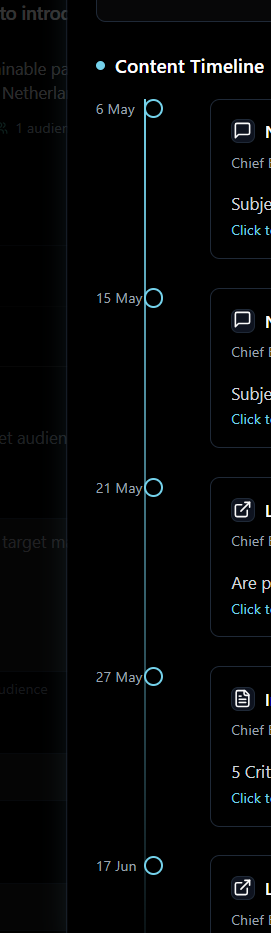 to introd
inable pa
Netherla
1 audien
et audien
target m
udience
Content Timeline
6 May
N
Chief E
Subje
Click to
15 May
N
Chief E
Subje
Click to
21 May
L
Chief E
Are p
Click to
27 May
I
Chief E
5 Crit
Click to
17 Jun
L
Chief E